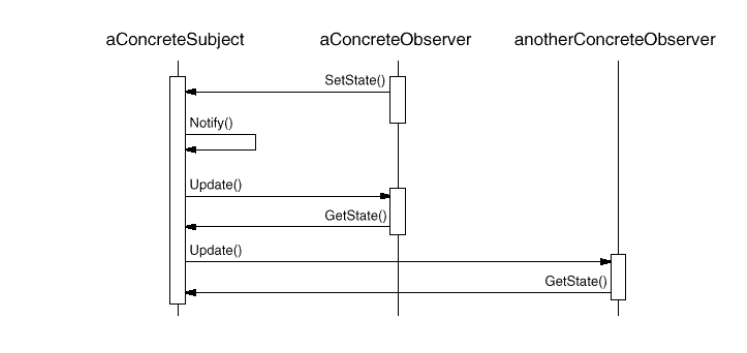 aConcreteSubject aConcreteObserver anotherConcreteObserver
SetState()
Notify()
Update()
GetState()
Update()
GetState()